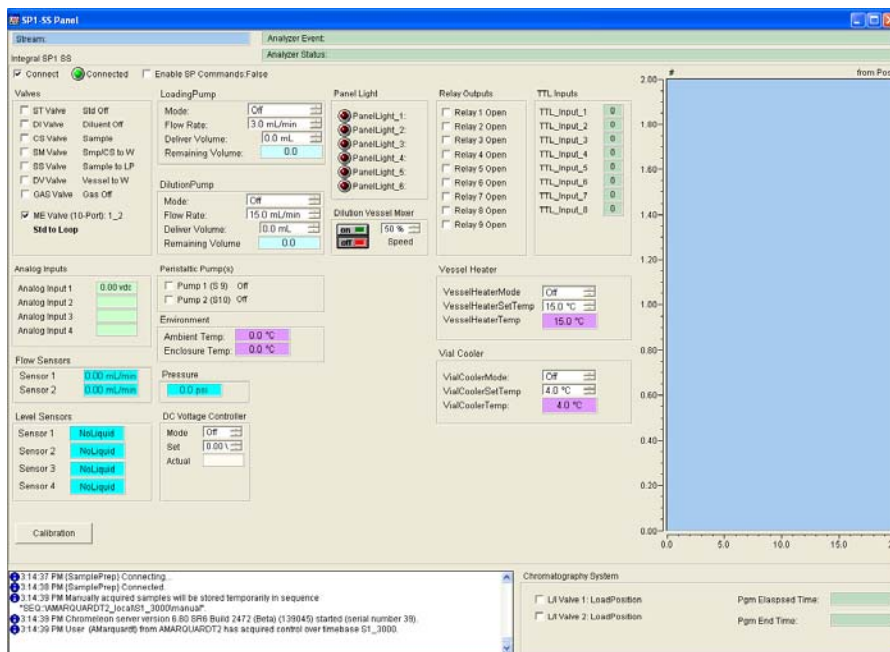 SP1-SS Panel
Stream:
Analyzer Event:
Integral SP1 SS
Analyzer Status:
Connect Connected Enable SP Commands:False
Valves
ST Valve Std Off
DI Valve Diluent Off
CS Valve Sample
SM Valve Smp/CS to W
SS Valve Sample to LP
DV Valve Vessel to W
GAS Valve Gas Off
ME Valve (10-Port): 1_2
Std to Loop
LoadingPump
Mode: Off
Flow Rate: 3.0 mL/min
Deliver Volume: 0.0 mL
Remaining Volume: 0.0
DilutionPump
Mode: Off
Flow Rate: 15.0 mL/min
Deliver Volume: 0.0 mL
Remaining Volume 0.0
Panel Light
PanelLight_1:
PanelLight_2:
PanelLight_3:
PanelLight_4:
PanelLight_5:
PanelLight_6:
Dilution Vessel Mixer
on 50 %
off Speed
Relay Outputs
Relay 1 Open
Relay 2 Open
Relay 3 Open
Relay 4 Open
Relay 5 Open
Relay 6 Open
Relay 7 Open
Relay 8 Open
Relay 9 Open
TTL Inputs
TTL_Input_1 0
TTL_Input_2 0
TTL_Input_3 0
TTL_Input_4 0
TTL_Input_5 0
TTL_Input_6 0
TTL_Input_7 0
TTL_Input_8 0
Analog Inputs
Analog Input 1 0.00 vdc
Analog Input 2
Analog Input 3
Analog Input 4
Peristaltic Pump(s)
Pump 1 (S 9) Off
Pump 2 (S10) Off
Environment
Ambient Temp: 0.0 °C
Enclosure Temp: 0.0 °C
Vessel Heater
VesselHeaterMode Off
VesselHeaterSetTemp 15.0 °C
VesselHeaterTemp 15.0 °C
Flow Sensors
Sensor 1 0.00 mL/min
Sensor 2 0.00 mL/min
Pressure
0.0 psi
Vial Cooler
VialCoolerMode: Off
VialCoolerSetTemp 4.0 °C
VialCoolerTemp: 4.0 °C
Level Sensors
Sensor 1 NoLiquid
Sensor 2 NoLiquid
Sensor 3 NoLiquid
Sensor 4 NoLiquid
DC Voltage Controller
Mode Off
Set 0.00 \
Actual
Calibration
# from Pos
2.00
1.80
1.60
1.40
1.20
1.00
0.80
0.60
0.40
0.20
0.00
0.0 5.0 10.0 15.0 2
3:14:37 PM {SamplePrep} Connecting...
3:14:38 PM {SamplePrep} Connected.
3:14:39 PM Manually acquired samples will be stored temporarily in sequence
"SEQ:\AMARQUARDT2_local\S1_3000\manual".
3:14:39 PM Chromeleon server version 6.80 SR6 Build 2472 (Beta) (139045) started (serial number 39).
3:14:39 PM User (AMarquardt) from AMARQUARDT2 has acquired control over timebase S1_3000.
Chromatography System
L/I Valve 1: LoadPosition
L/I Valve 2: LoadPosition
Pgm Elaspsed Time:
Pgm End Time: